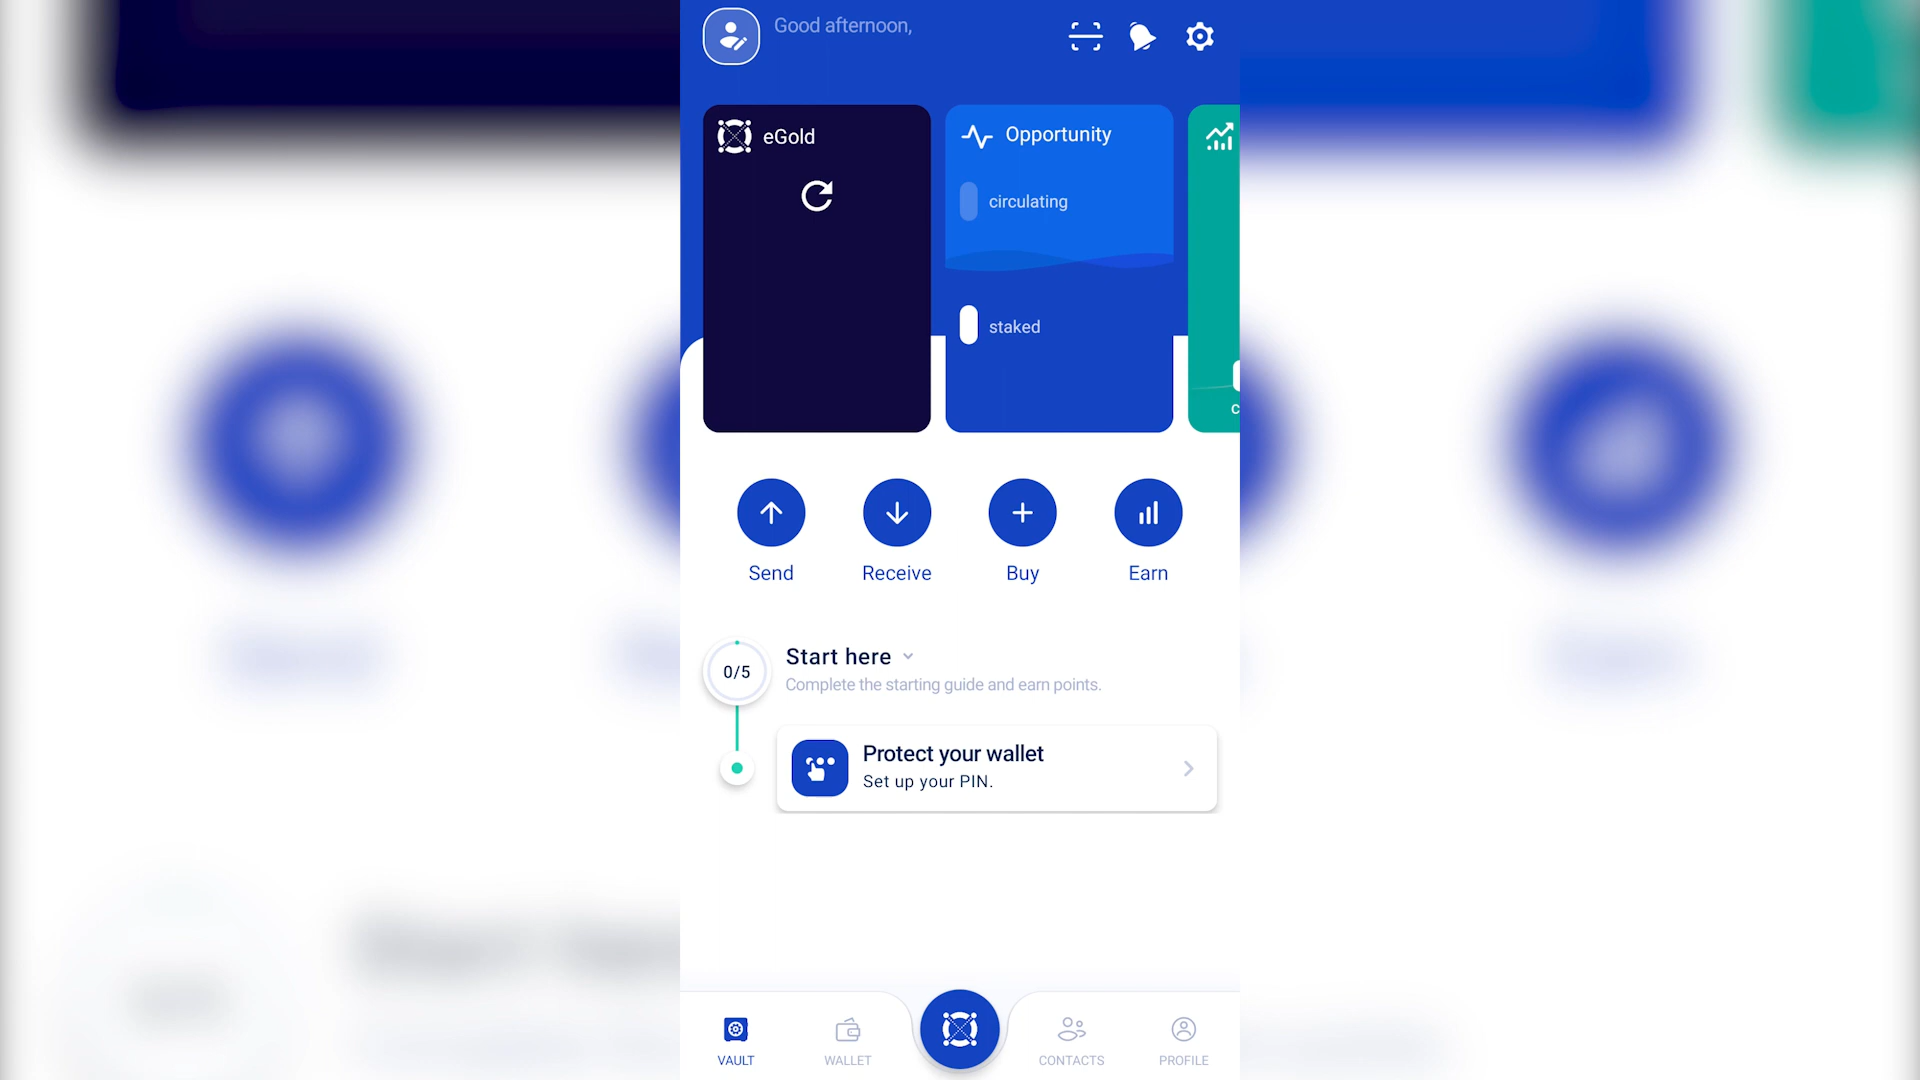 Good afternoon,
eGold
Opportunity
circulating
staked
c
Send
Receive
Buy
Earn
0/5
Start here
Complete the starting guide and earn points.
Protect your wallet
Set up your PIN.
VAULT
WALLET
CONTACTS
PROFILE